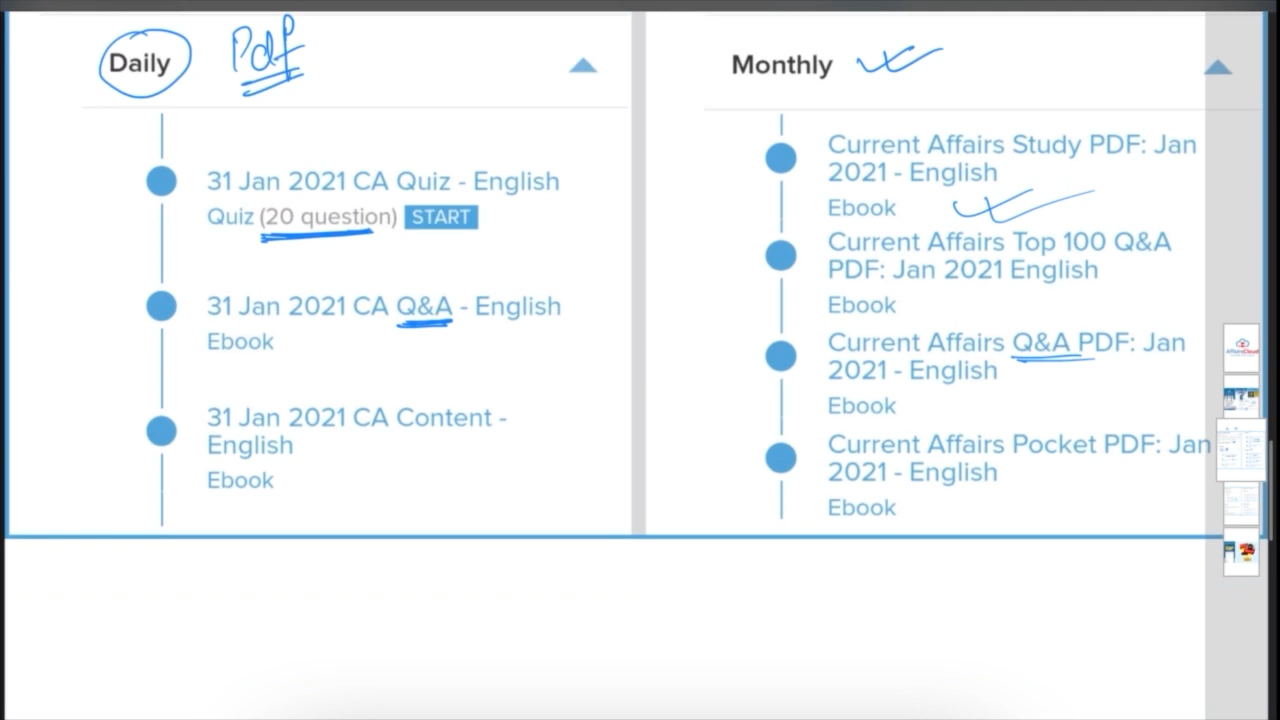 Daily Pdf
31 Jan 2021 CA Quiz - English
Quiz (20 question) START
31 Jan 2021 CA Q&A - English
Ebook
31 Jan 2021 CA Content -
English
Ebook
Monthly
Current Affairs Study PDF: Jan
2021 - English
Ebook
Current Affairs Top 100 Q&A
PDF: Jan 2021 English
Ebook
Current Affairs Q&A PDF: Jan
2021 - English
Ebook
Current Affairs Pocket PDF: Jan
2021 - English
Ebook
AffairsCloud